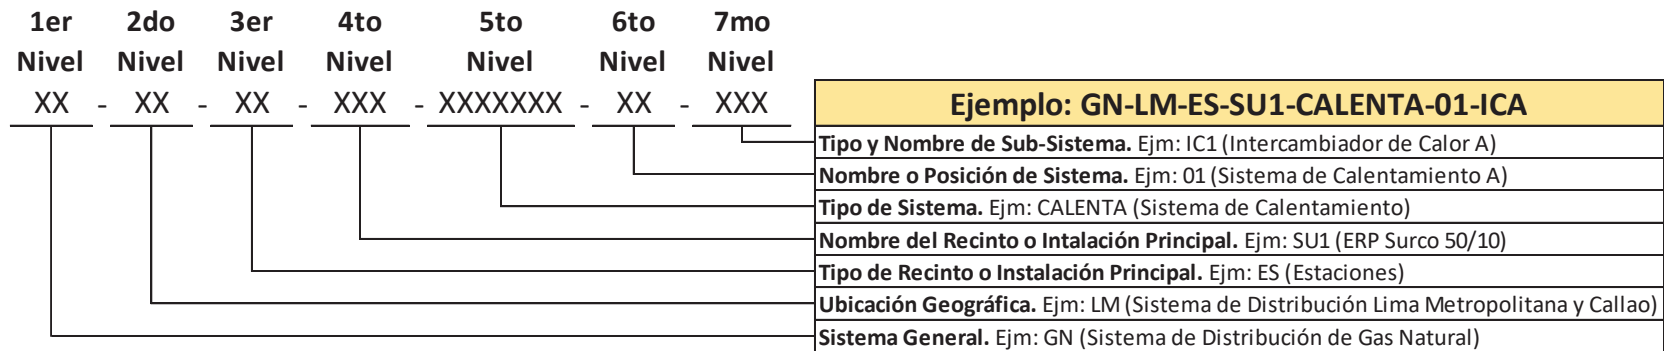 1er 2do 3er 4to 5to 6to 7mo
Nivel Nivel Nivel Nivel Nivel Nivel Nivel
XX - XX - XX - XXX - XXXXXXX - XX - XXX
Ejemplo: GN-LM-ES-SU1-CALENTA-01-ICA
Tipo y Nombre de Sub-Sistema. Ejm: IC1 (Intercambiador de Calor A)
Nombre o Posición de Sistema. Ejm: 01 (Sistema de Calentamiento A)
Tipo de Sistema. Ejm: CALENTA (Sistema de Calentamiento)
Nombre del Recinto o Intalación Principal. Ejm: SU1 (ERP Surco 50/10)
Tipo de Recinto o Instalación Principal. Ejm: ES (Estaciones)
Ubicación Geográfica. Ejm: LM (Sistema de Distribución Lima Metropolitana y Callao)
Sistema General. Ejm: GN (Sistema de Distribución de Gas Natural)